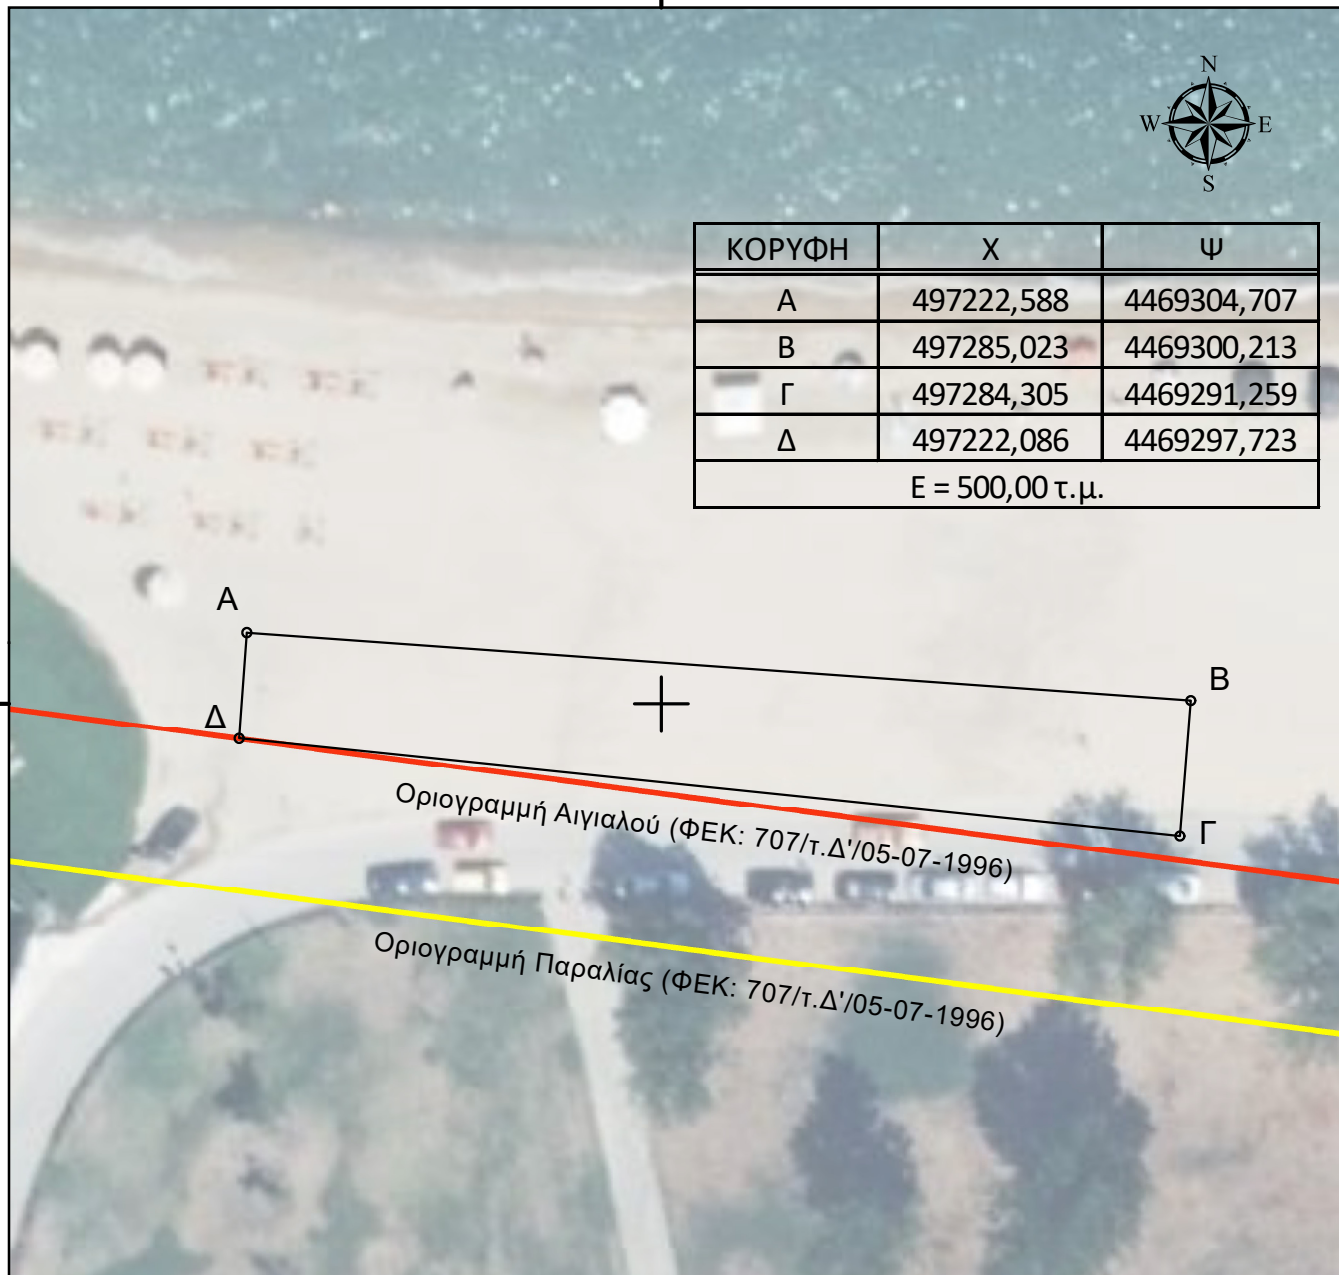 N
W E
S
ΚΟΡΥΦΗ Χ Ψ
Α 497222,588 4469304,707
Β 497285,023 4469300,213
Γ 497284,305 4469291,259
Δ 497222,086 4469297,723
Ε = 500,00 τ.μ.
Α
Β
Δ
Γ
Οριογραμμή Αιγιαλού (ΦΕΚ: 707/τ.Δ'/05-07-1996)
Οριογραμμή Παραλίας (ΦΕΚ: 707/τ.Δ'/05-07-1996)